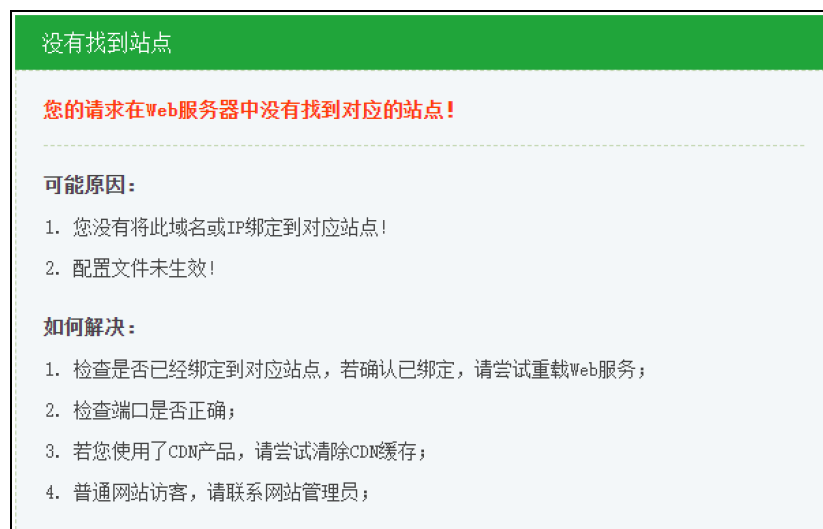 没有找到站点
您的请求在Web服务器中没有找到对应的站点!
可能原因:
1. 您没有将此域名或IP绑定到对应站点!
2. 配置文件未生效!
如何解决:
1. 检查是否已经绑定到对应站点，若确认已绑定，请尝试重载Web服务;
2. 检查端口是否正确;
3. 若您使用了CDN产品，请尝试清除CDN缓存;
4. 普通网站访客，请联系网站管理员;